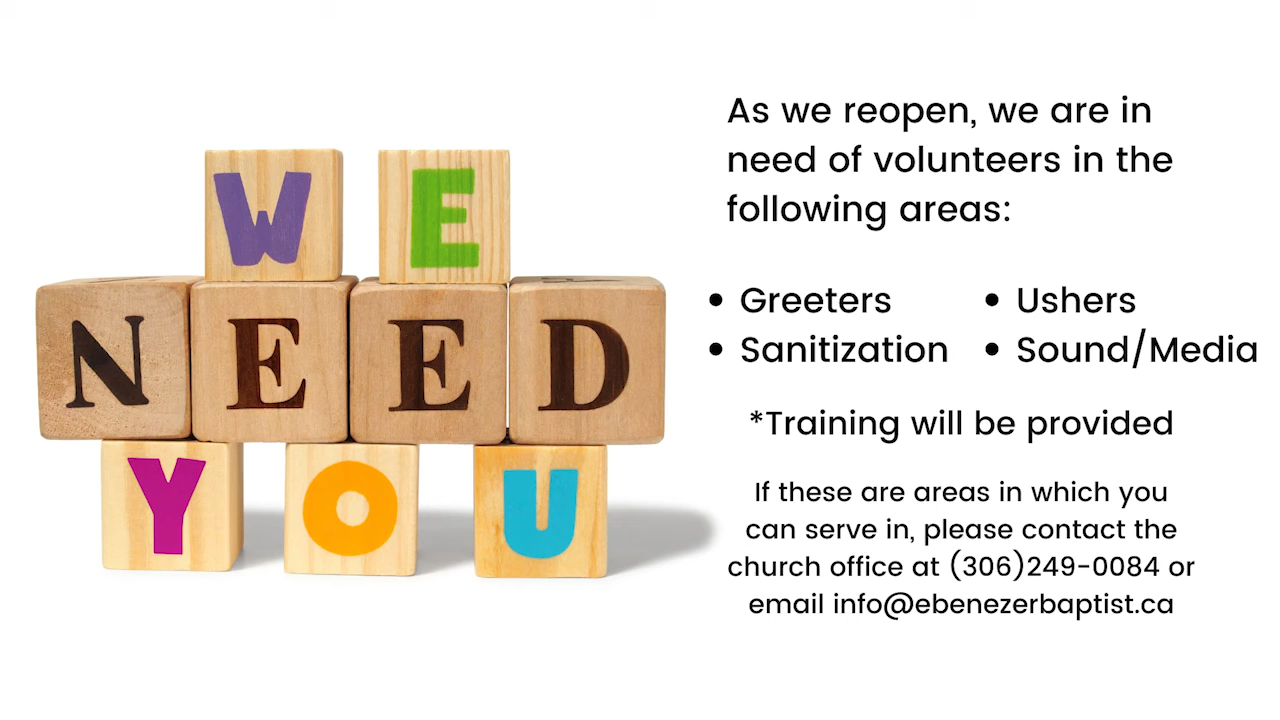 WE
NEED
YOU
As we reopen, we are in
need of volunteers in the
following areas:
• Greeters
• Sanitization
• Ushers
• Sound/Media
*Training will be provided
If these are areas in which you
can serve in, please contact the
church office at (306)249-0084 or
email info@ebenezerbaptist.ca